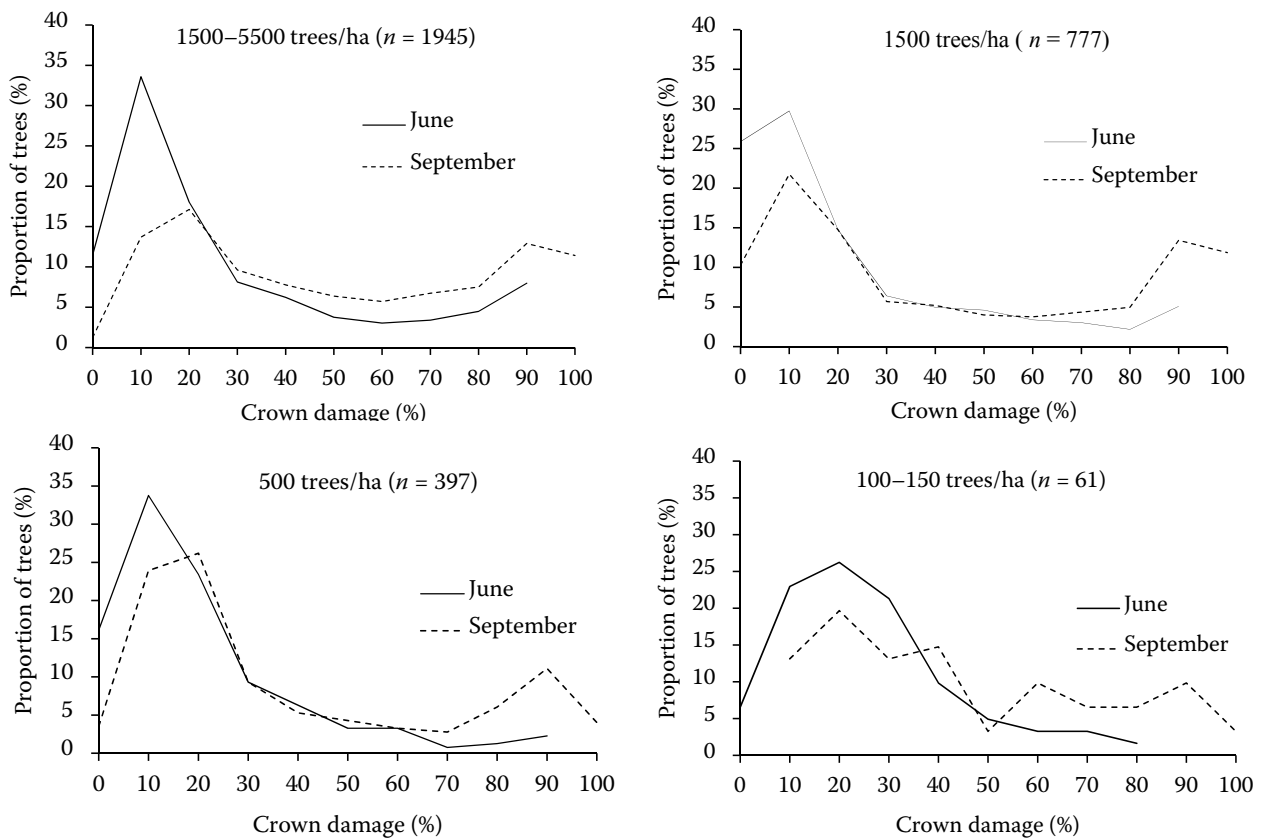 1500–5500 trees/ha (n = 1945)
Proportion of trees (%)
40
35
30
25
20
15
10
5
0
June
September
0 10 20 30 40 50 60 70 80 90 100
Crown damage (%)
1500 trees/ha ( n = 777)
Proportion of trees (%)
40
35
30
25
20
15
10
5
0
June
September
0 10 20 30 40 50 60 70 80 90 100
Crown damage (%)
500 trees/ha (n = 397)
Proportion of trees (%)
40
35
30
25
20
15
10
5
0
June
September
0 10 20 30 40 50 60 70 80 90 100
Crown damage (%)
100–150 trees/ha (n = 61)
Proportion of trees (%)
40
35
30
25
20
15
10
5
0
June
September
0 10 20 30 40 50 60 70 80 90 100
Crown damage (%)